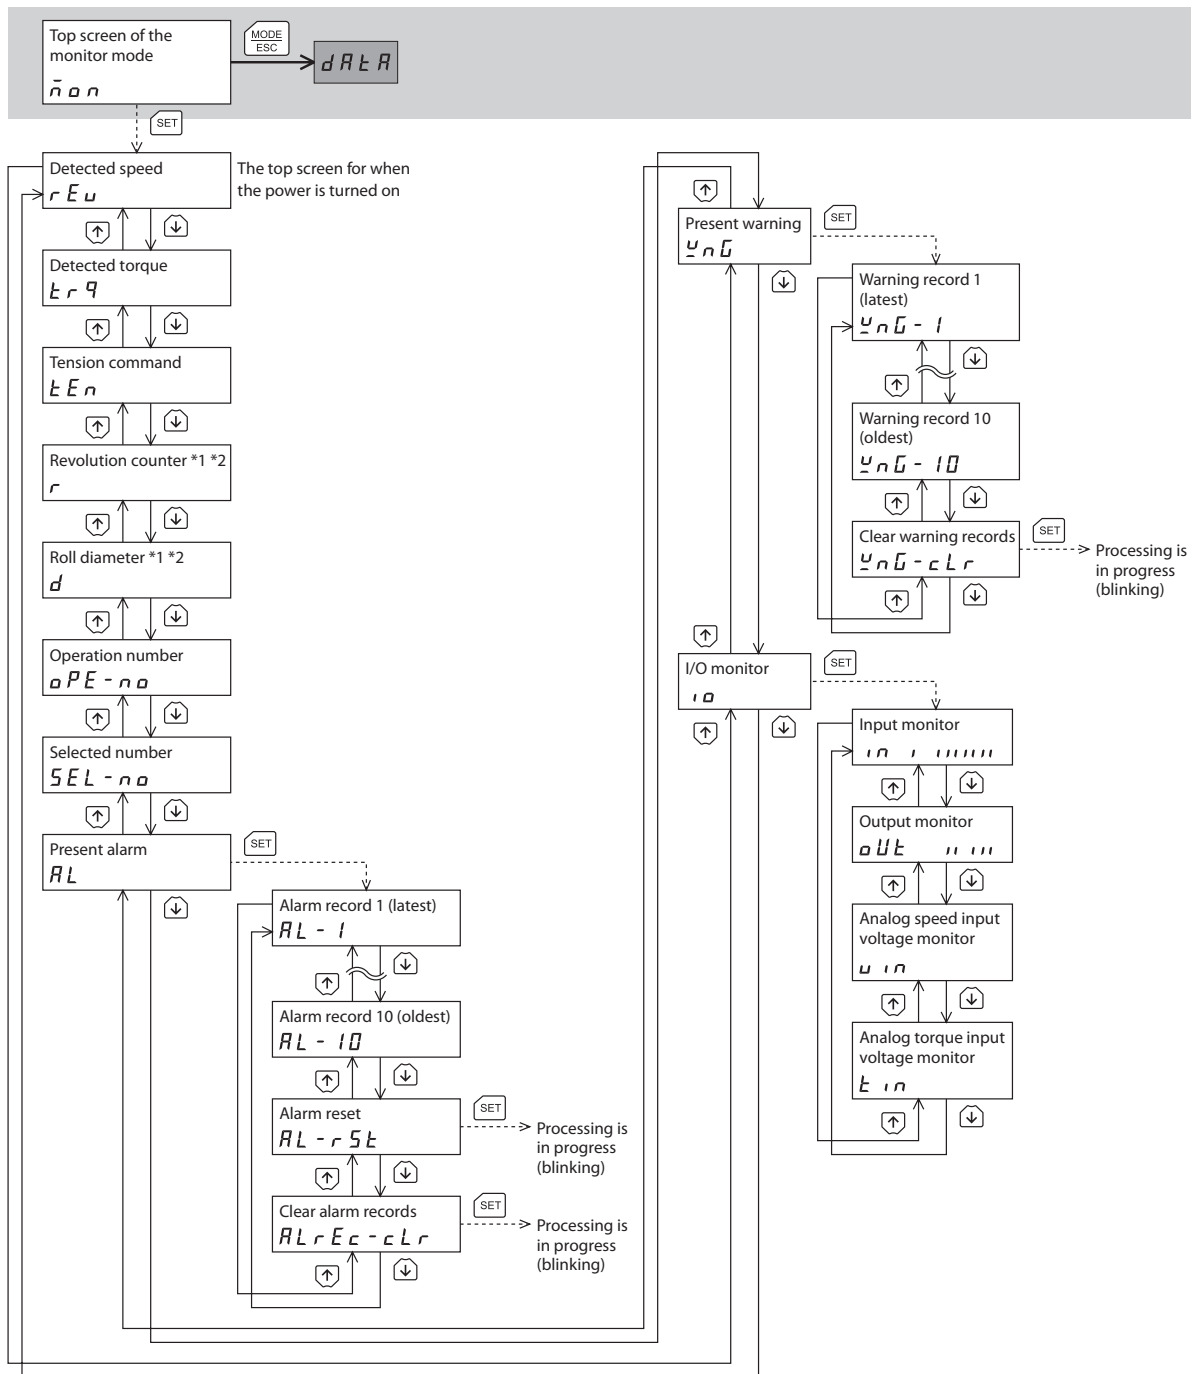 Top screen of the
monitor mode
mon
MODE
ESC
dAtA
SET
Detected speed
rEv
The top screen for when
the power is turned on
Detected torque
trq
Tension command
tEn
Revolution counter *1 *2
r
Roll diameter *1 *2
d
Operation number
oPE-no
Selected number
SEL-no
Present alarm
AL
SET
Alarm record 1 (latest)
AL-1
Alarm record 10 (oldest)
AL-10
Alarm reset
AL-rSt
SET
Processing is
in progress
(blinking)
Clear alarm records
ALrEc-cLr
SET
Processing is
in progress
(blinking)
Present warning
WnG
SET
Warning record 1
(latest)
WnG-1
Warning record 10
(oldest)
WnG-10
Clear warning records
WnG-cLr
SET
Processing is
in progress
(blinking)
I/O monitor
io
SET
Input monitor
in
Output monitor
oUt
Analog speed input
voltage monitor
v in
Analog torque input
voltage monitor
t in